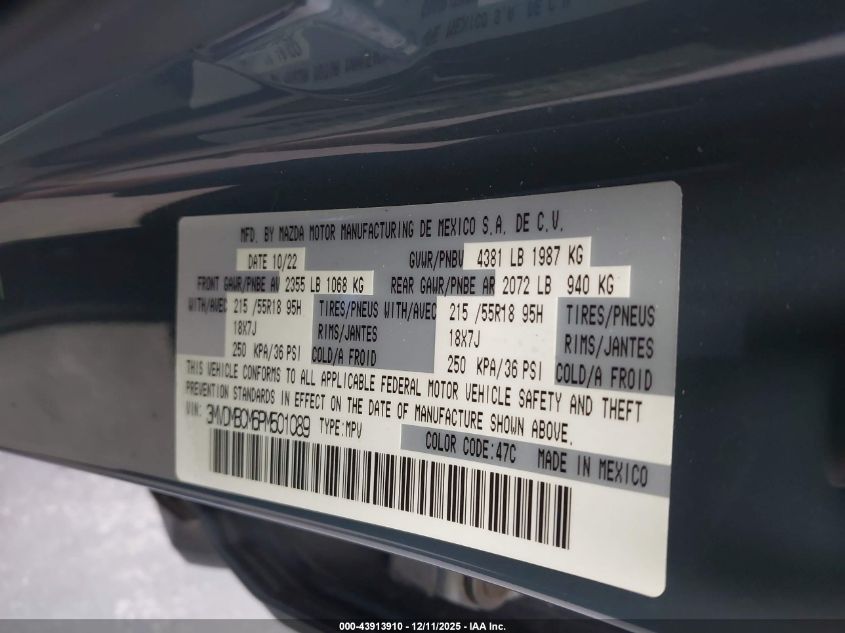 MFD. BY MAZDA MOTOR MANUFACTURING DE MEXICO S.A. DE C.V.
DATE 10/22 GVWR/PNBV 4381 LB 1987 KG
FRONT GAWR/PNBE AV 2355 LB 1068 KG REAR GAWR/PNBE AR 2072 LB 940 KG
WITH/AVEC 215 /55R18 95H TIRES/PNEUS WITH/AVEC 215 /55R18 95H TIRES/PNEUS
18X7J RIMS/JANTES 18X7J RIMS/JANTES
250 KPA/36 PSI COLD/A FROID 250 KPA/36 PSI COLD/A FROID
THIS VEHICLE CONFORMS TO ALL APPLICABLE FEDERAL MOTOR VEHICLE SAFETY AND THEFT
PREVENTION STANDARDS IN EFFECT ON THE DATE OF MANUFACTURE SHOWN ABOVE.
VIN: 3MVDMBCM6PM501089 TYPE:MPV
COLOR CODE:47C MADE IN MEXICO
000-43913910 - 12/11/2025 - IAA Inc.